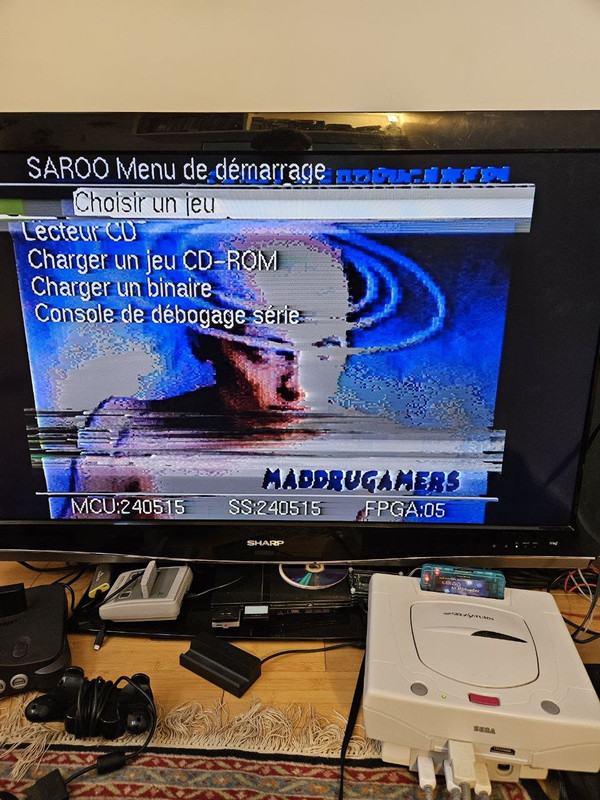 SAROO Menu de démarrage
Choisir un jeu
Lecteur CD
Charger un jeu CD-ROM
Charger un binaire
Console de débogage série
MADDRUGAMERS
MCU:240515 SS:240515 FPGA:05
SHARP
SEGA